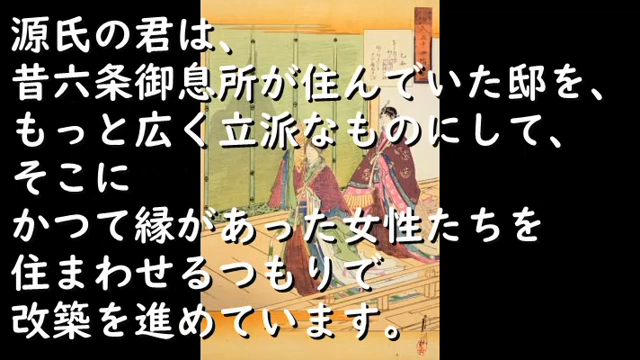 源氏の君は、
昔六条御息所が住んでいた邸を、
もっと広く立派なものにして、
そこに
かつて縁があった女性たちを
住まわせるつもりで
改築を進めています。